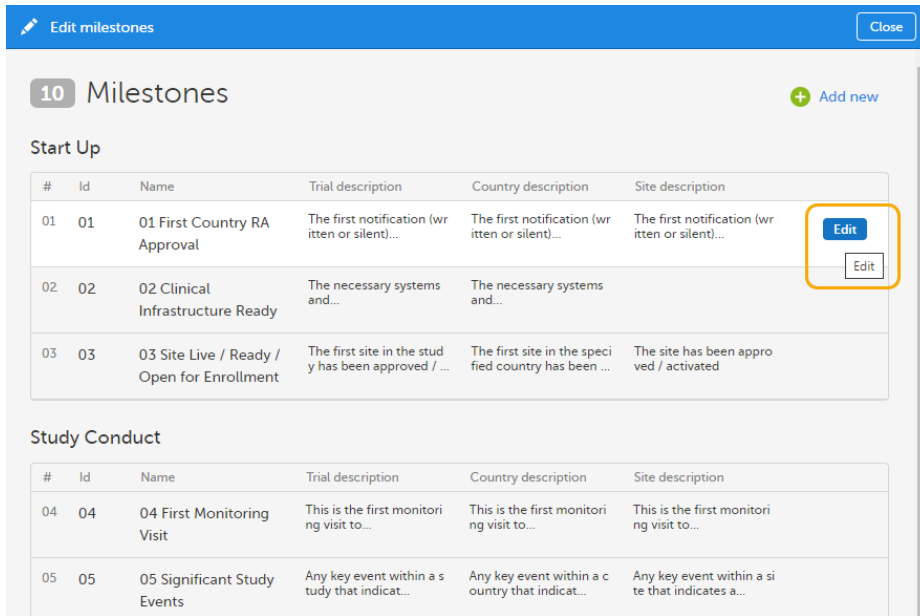 Edit milestones
Close
10 Milestones
Add new
Start Up
# Id Name Trial description Country description Site description
01 01 01 First Country RA The first notification (wr The first notification (wr The first notification (wr
Approval itten or silent)... itten or silent)... itten or silent)...
Edit
Edit
02 02 02 Clinical The necessary systems The necessary systems
Infrastructure Ready and... and...
03 03 03 Site Live / Ready / The first site in the stud The first site in the speci The site has been appro
Open for Enrollment y has been approved / ... fied country has been ... ved / activated
Study Conduct
# Id Name Trial description Country description Site description
04 04 04 First Monitoring This is the first monitori This is the first monitori This is the first monitori
Visit ng visit to... ng visit to... ng visit to...
05 05 05 Significant Study Any key event within a s Any key event within a c Any key event within a si
Events tudy that indicat... ountry that indicat... te that indicates a...